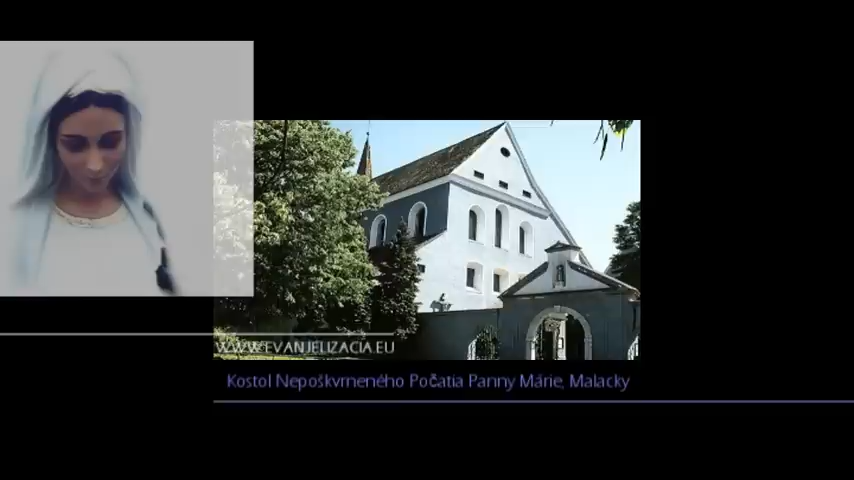 WWW.EVANJELIZACIA.EU
Kostol Nepoškvrneného Počatia Panny Márie, Malacky